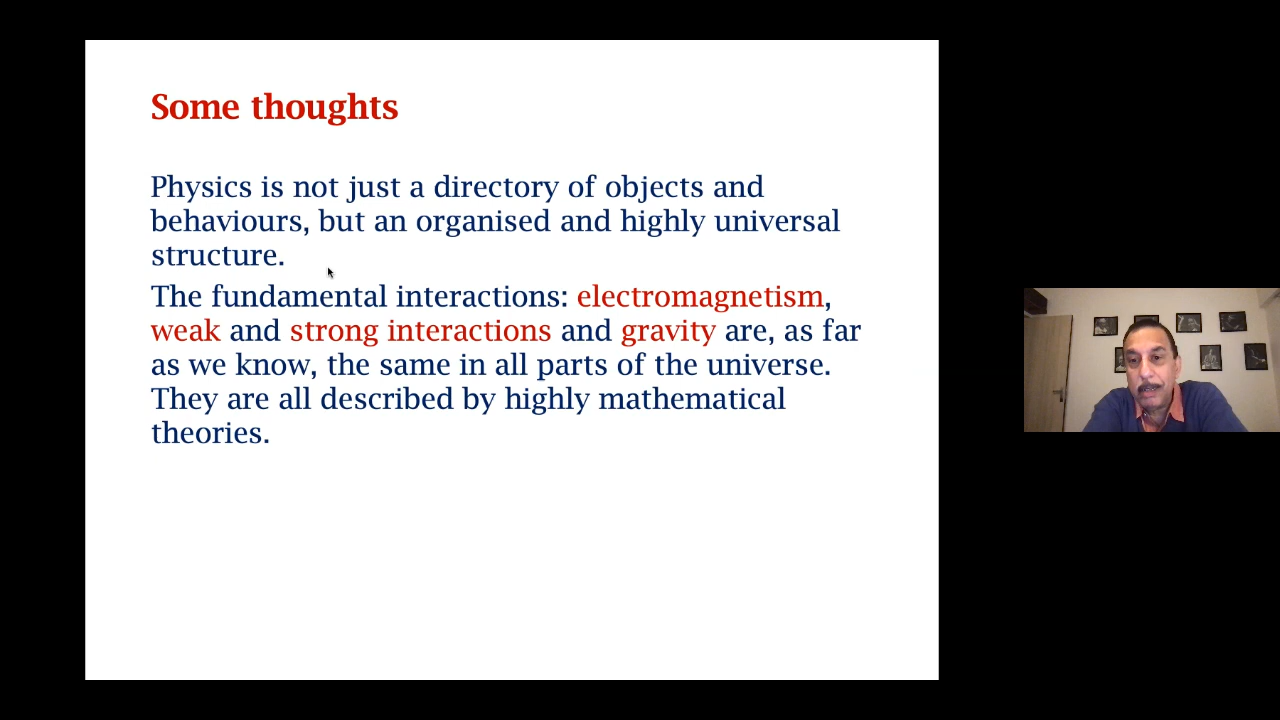 Some thoughts
Physics is not just a directory of objects and
behaviours, but an organised and highly universal
structure.
The fundamental interactions: electromagnetism,
weak and strong interactions and gravity are, as far
as we know, the same in all parts of the universe.
They are all described by highly mathematical
theories.